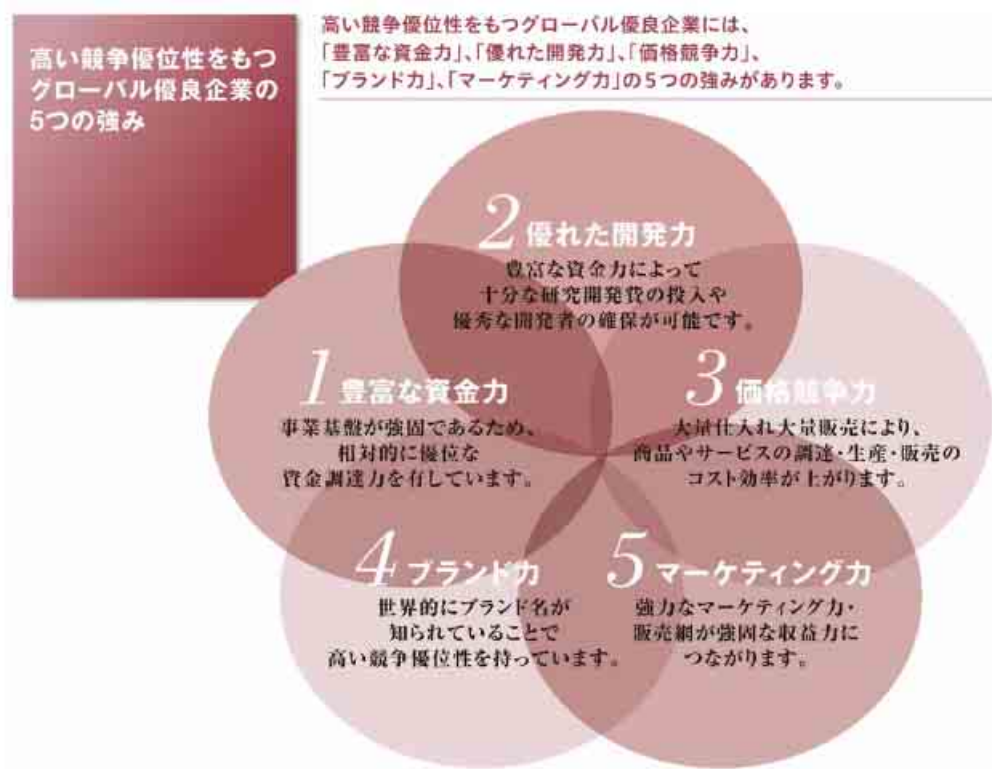 高い競争優位性をもつ
グローバル優良企業の
5つの強み
高い競争優位性をもつグローバル優良企業には、
「豊富な資金力」、「優れた開発力」、「価格競争力」、
「ブランド力」、「マーケティング力」の5つの強みがあります。
1 豊富な資金力
事業基盤が強固であるため、
相対的に優位な
資金調達力を有しています。
2 優れた開発力
豊富な資金力によって
十分な研究開発費の投入や
優秀な開発者の確保が可能です。
3 価格競争力
大量仕入れ大量販売により、
商品やサービスの調達・生産・販売の
コスト効率が上がります。
4 ブランド力
世界的にブランド名が
知られていることで
高い競争優位性を持っています。
5 マーケティング力
強力なマーケティング力・
販売網が強固な収益力に
つながります。